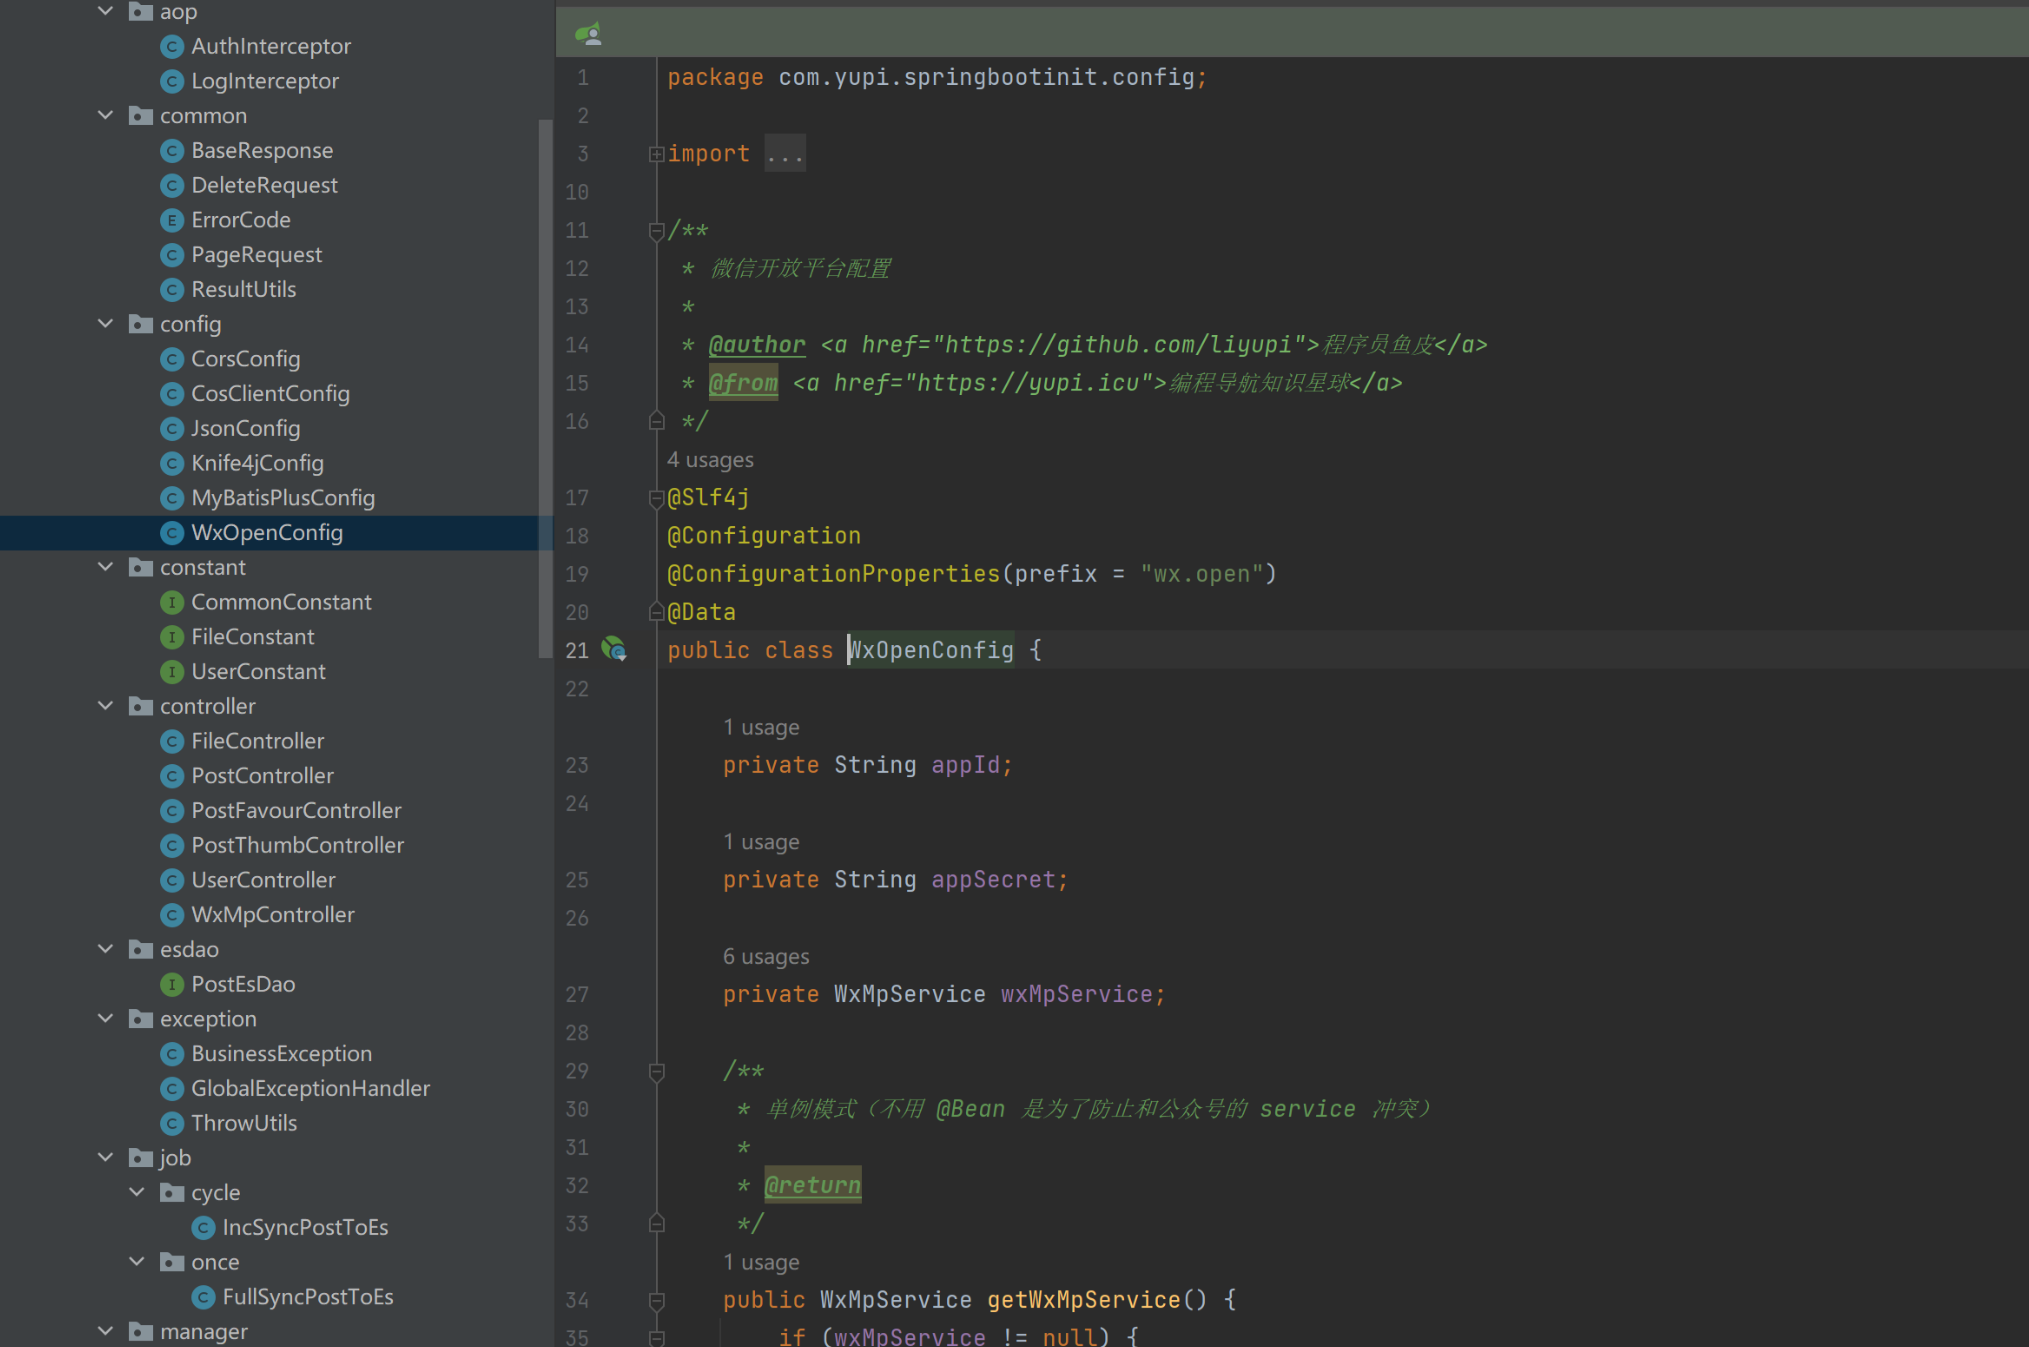 aop
AuthInterceptor
LogInterceptor
common
BaseResponse
DeleteRequest
ErrorCode
PageRequest
ResultUtils
config
CorsConfig
CosClientConfig
JsonConfig
Knife4jConfig
MyBatisPlusConfig
WxOpenConfig
constant
CommonConstant
FileConstant
UserConstant
controller
FileController
PostController
PostFavourController
PostThumbController
UserController
WxMpController
esdao
PostEsDao
exception
BusinessException
GlobalExceptionHandler
ThrowUtils
job
cycle
IncSyncPostToEs
once
FullSyncPostToEs
manager
1 package com.yupi.springbootinit.config;
2
3 import ...
10
11 /**
12 * 微信开放平台配置
13 *
14 * @author <a href="https://github.com/liyupi">程序员鱼皮</a>
15 * @from <a href="https://yupi.icu">编程导航知识星球</a>
16 */
4 usages
17 @Slf4j
18 @Configuration
19 @ConfigurationProperties(prefix = "wx.open")
20 @Data
21 public class WxOpenConfig {
22
1 usage
23 private String appId;
24
1 usage
25 private String appSecret;
26
6 usages
27 private WxMpService wxMpService;
28
29 /**
30 * 单例模式（不用 @Bean 是为了防止和公众号的 service 冲突）
31 *
32 * @return
33 */
1 usage
34 public WxMpService getWxMpService() {
35 if (wxMpService != null) {